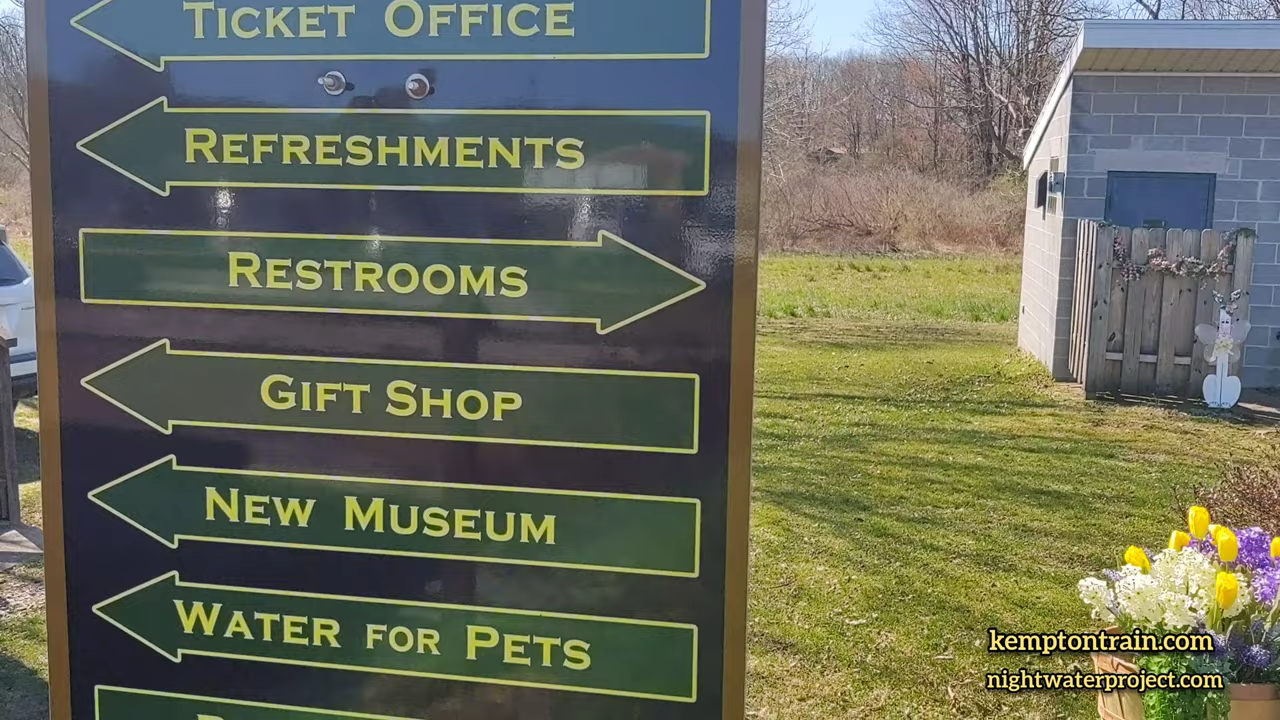 TICKET OFFICE
REFRESHMENTS
RESTROOMS
GIFT SHOP
NEW MUSEUM
WATER FOR PETS
kemptontrain.com
nightwaterproject.com